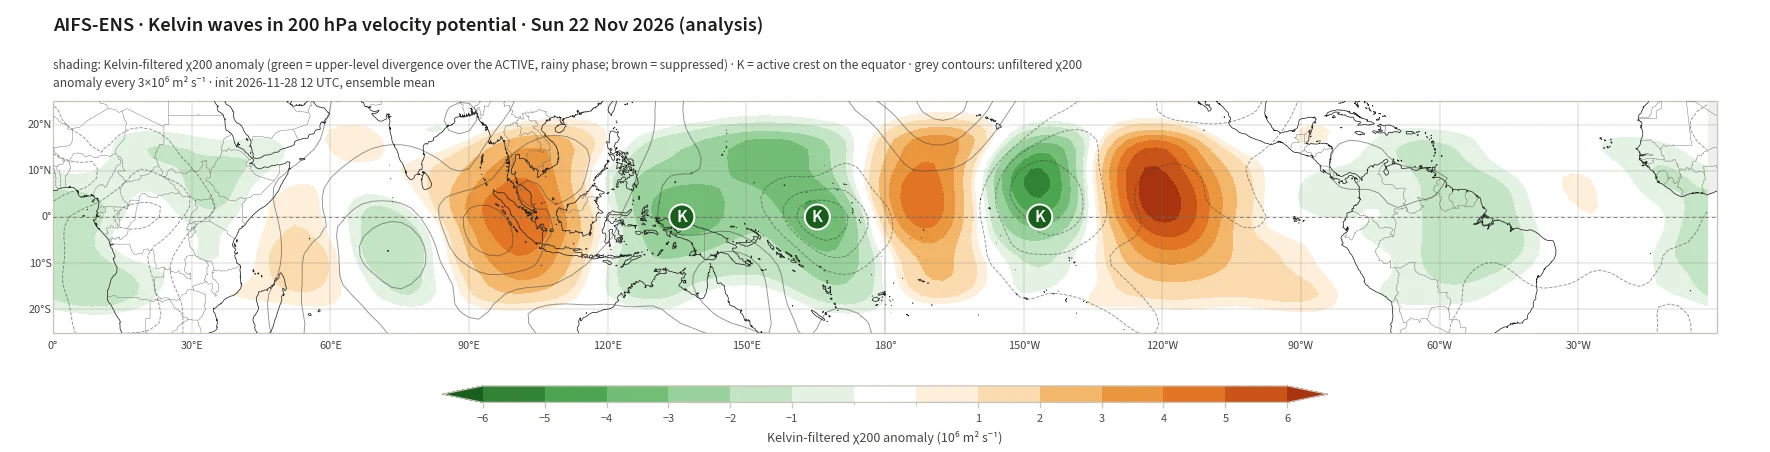 AIFS-ENS · Kelvin waves in 200 hPa velocity potential · Sun 22 Nov 2026 (analysis)
shading: Kelvin-filtered χ200 anomaly (green = upper-level divergence over the ACTIVE, rainy phase; brown = suppressed) · K = active crest on the equator · grey contours: unfiltered χ200
anomaly every 3×10⁶ m² s⁻¹ · init 2026-11-28 12 UTC, ensemble mean
20°N
10°N
0°
10°S
20°S
K K K
0° 30°E 60°E 90°E 120°E 150°E 180° 150°W 120°W 90°W 60°W 30°W
−6 −5 −4 −3 −2 −1 1 2 3 4 5 6
Kelvin-filtered χ200 anomaly (10⁶ m² s⁻¹)